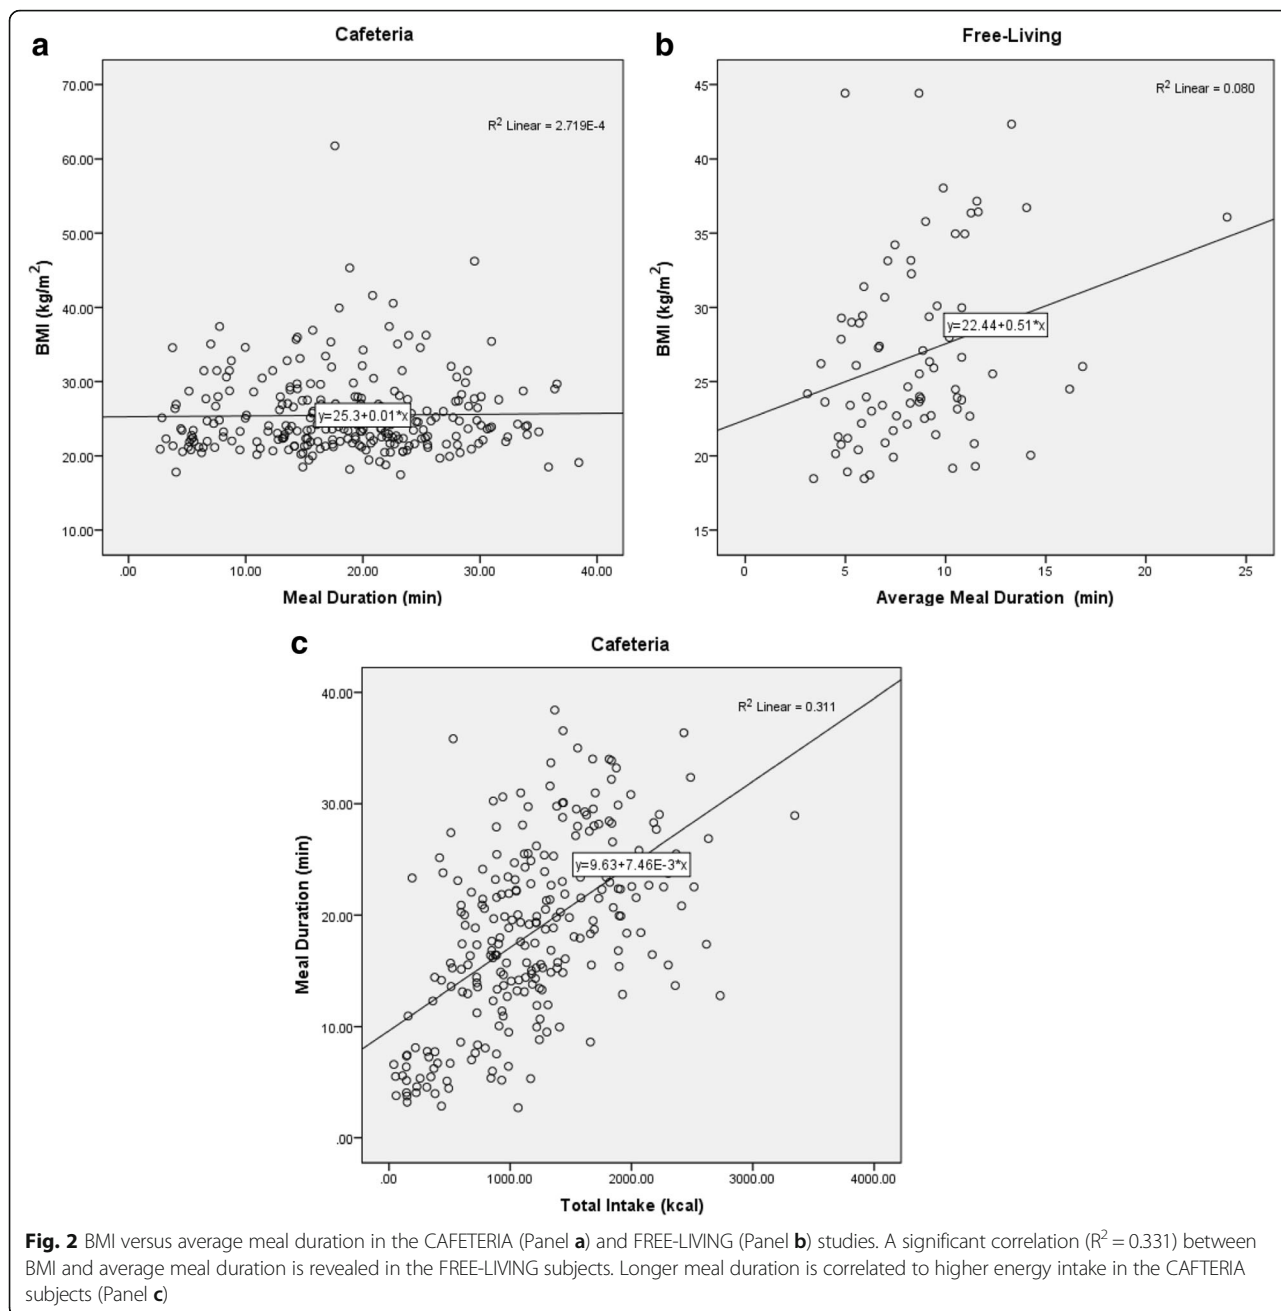 a
Cafeteria
70.00
60.00
50.00
40.00
30.00
20.00
10.00
BMI (kg/m²)
R² Linear = 2.719E-4
y=25.3+0.01*x
.00 10.00 20.00 30.00 40.00
Meal Duration (min)
b
Free-Living
45
40
35
30
25
20
15
BMI (kg/m²)
R² Linear = 0.080
y=22.44+0.51*x
0 5 10 15 20 25
Average Meal Duration (min)
c
Cafeteria
40.00
30.00
20.00
10.00
.00
Meal Duration (min)
R² Linear = 0.311
y=9.63+7.46E-3*x
.00 1000.00 2000.00 3000.00 4000.00
Total Intake (kcal)
Fig. 2 BMI versus average meal duration in the CAFETERIA (Panel a) and FREE-LIVING (Panel b) studies. A significant correlation (R² = 0.331) between
BMI and average meal duration is revealed in the FREE-LIVING subjects. Longer meal duration is correlated to higher energy intake in the CAFTERIA
subjects (Panel c)